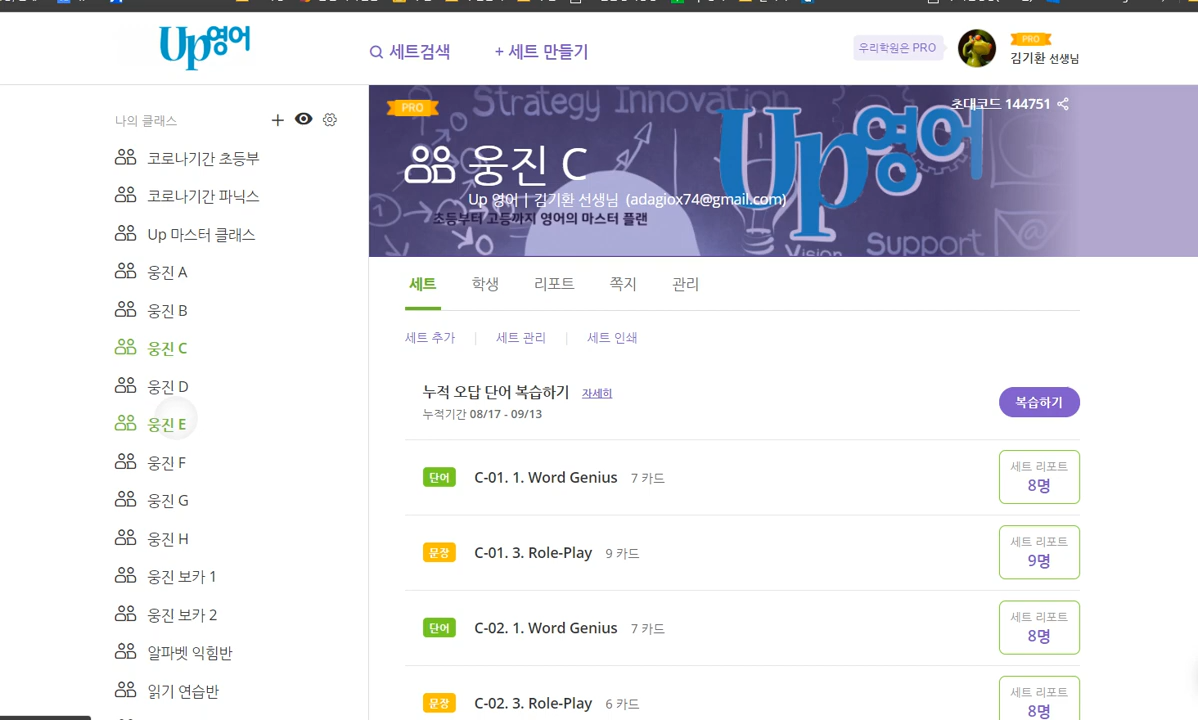 Up영어
세트검색
+ 세트 만들기
우리학원은 PRO
PRO
김기환 선생님
나의 클래스
코로나기간 초등부
코로나기간 파닉스
Up 마스터 클래스
웅진 A
웅진 B
웅진 C
웅진 D
웅진 E
웅진 F
웅진 G
웅진 H
웅진 보카 1
웅진 보카 2
알파벳 익힘반
읽기 연습반
PRO
Strategy Innovation
초대코드 144751
웅진 C
Up영어
Up 영어 | 김기환 선생님 (adagiox74@gmail.com)
초등부터 고등까지 영어의 마스터 플랜
Vision
Support
세트
학생
리포트
쪽지
관리
세트 추가
세트 관리
세트 인쇄
누적 오답 단어 복습하기 자세히
누적기간 08/17 - 09/13
복습하기
단어 C-01. 1. Word Genius 7 카드
세트 리포트
8명
문장 C-01. 3. Role-Play 9 카드
세트 리포트
9명
단어 C-02. 1. Word Genius 7 카드
세트 리포트
8명
문장 C-02. 3. Role-Play 6 카드
세트 리포트
8명